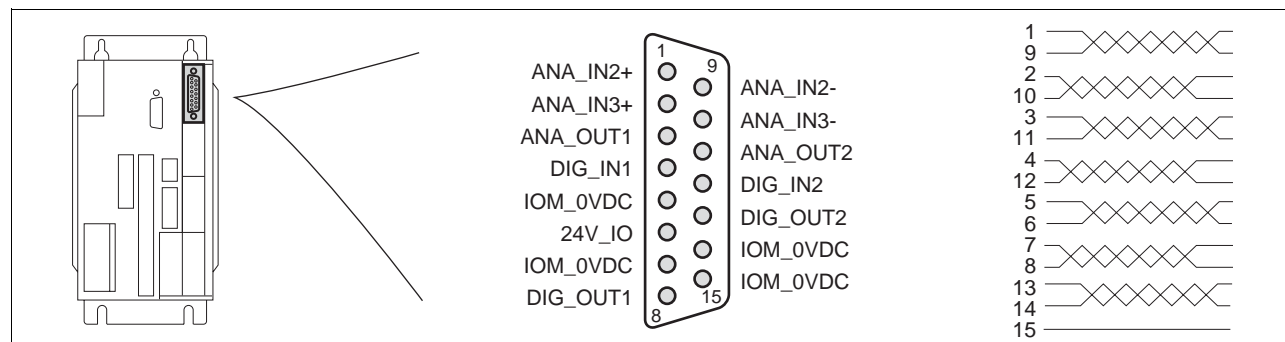 1
9
ANA_IN2+
ANA_IN2-
ANA_IN3+
ANA_IN3-
ANA_OUT1
ANA_OUT2
DIG_IN1
DIG_IN2
IOM_0VDC
DIG_OUT2
24V_IO
IOM_0VDC
IOM_0VDC
IOM_0VDC
DIG_OUT1
8
15
1
9
2
10
3
11
4
12
5
6
7
8
13
14
15